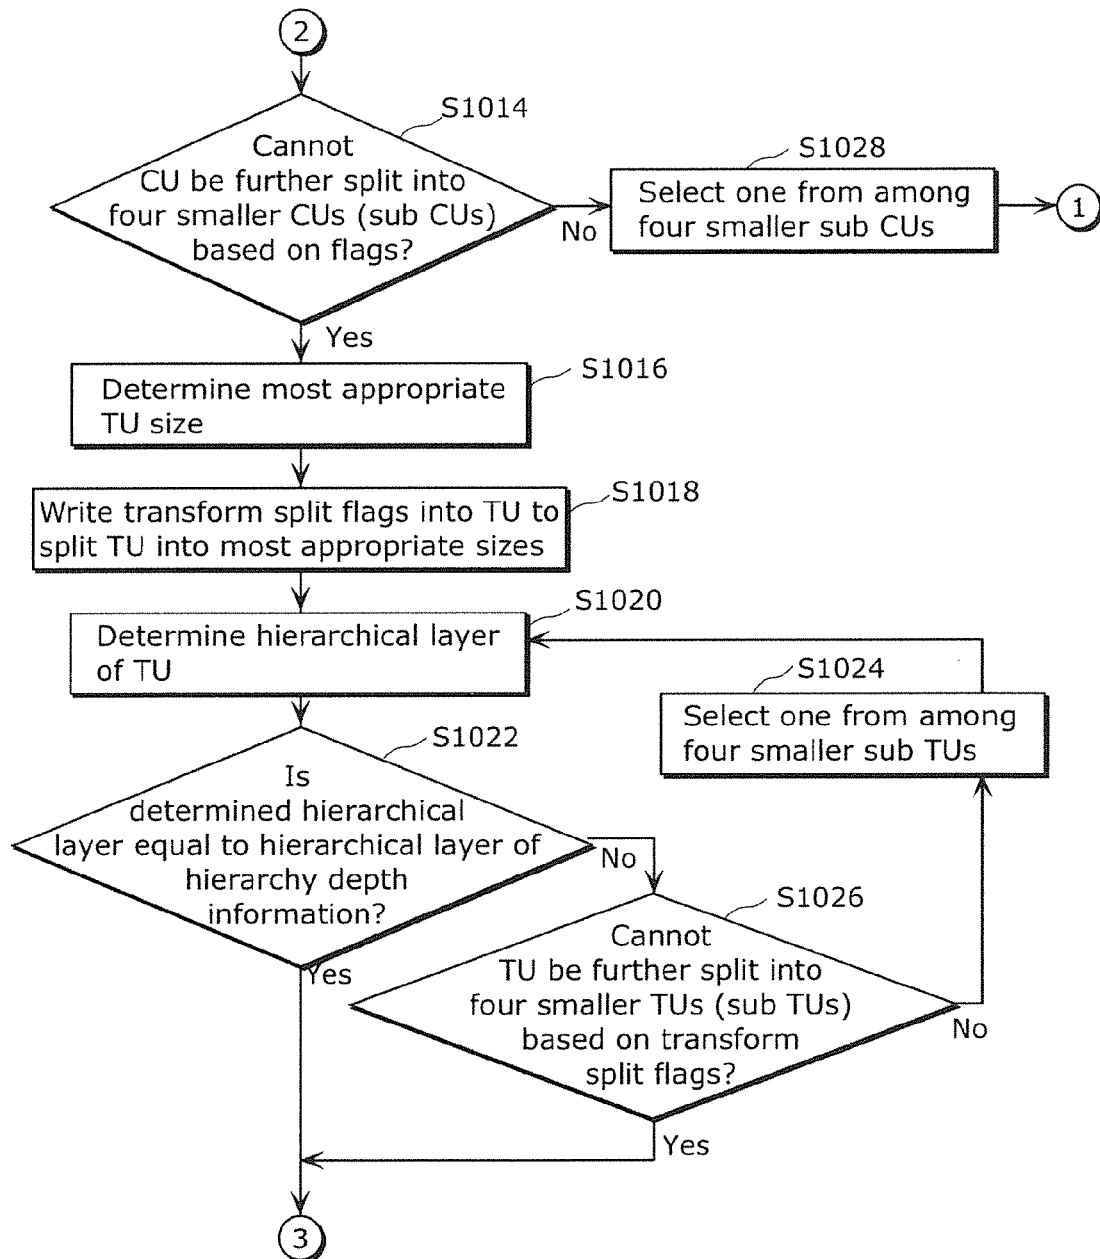 2
S1014
Cannot
CU be further split into
four smaller CUs (sub CUs)
based on flags?
No
S1028
Select one from among
four smaller sub CUs
1
Yes
S1016
Determine most appropriate
TU size
S1018
Write transform split flags into TU to
split TU into most appropriate sizes
S1020
Determine hierarchical layer
of TU
S1024
Select one from among
four smaller sub TUs
S1022
Is
determined hierarchical
layer equal to hierarchical layer of
hierarchy depth
information?
No
Yes
S1026
Cannot
TU be further split into
four smaller TUs (sub TUs)
based on transform
split flags?
No
Yes
3